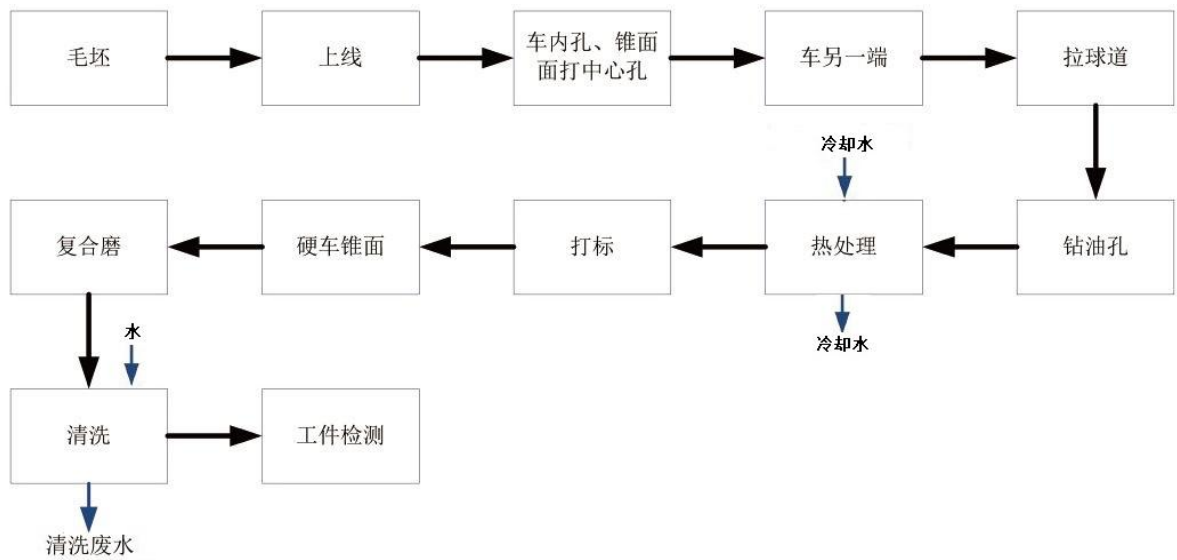 毛坯
上线
车内孔、锥面
面打中心孔
车另一端
拉球道
冷却水
复合磨
硬车锥面
打标
热处理
钻油孔
水
冷却水
清洗
工件检测
清洗废水